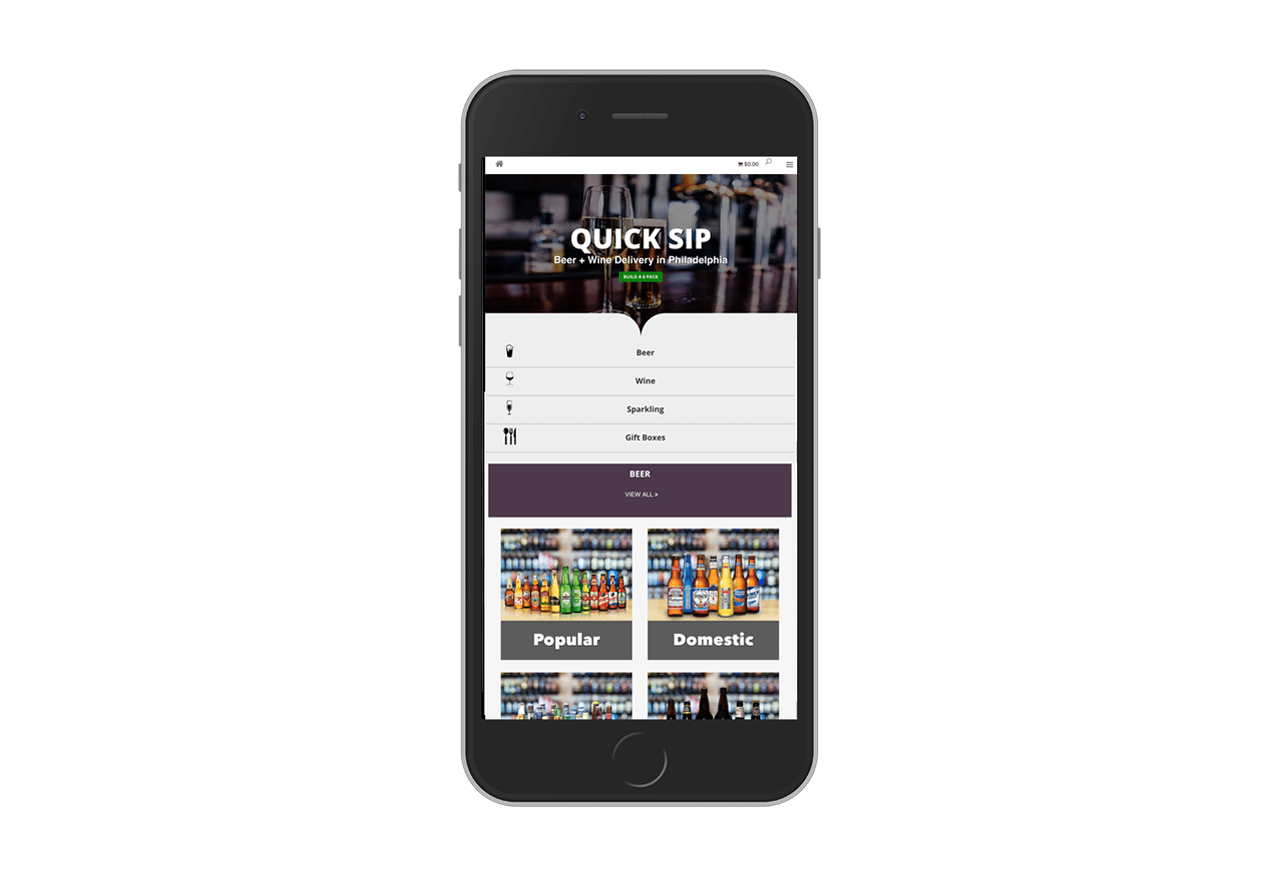 $0.00
QUICK SIP
Beer + Wine Delivery in Philadelphia
BUILD A 6 PACK
Beer
Wine
Sparkling
Gift Boxes
BEER
VIEW ALL »
Popular
Domestic